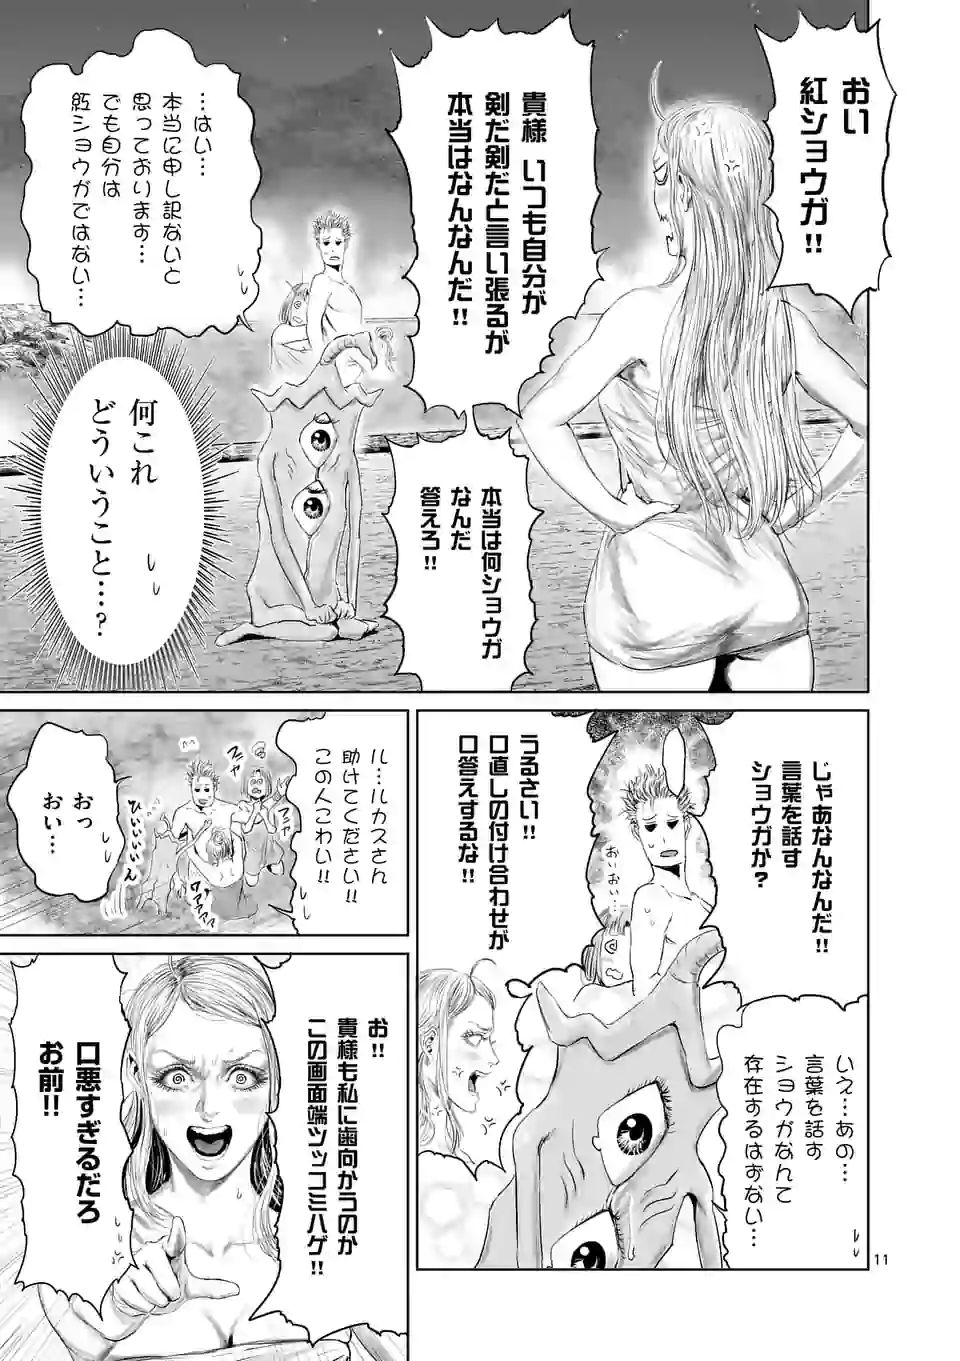 おい
紅ショウガ!!
貴様 いつも自分が
剣だ剣だと言い張るが
本当はなんなんだ!!
…はい…
本当に申し訳ないと
思っております…
でも自分は
紅ショウガではない…
本当は何ショウガ
なんだ
答えろ!!
何これ
どういうこと…?
じゃあなんなんだ!!
言葉を話す
ショウガか?
いえ…あの…
言葉を話す
ショウガなんて
存在するはずない…
うるさい!!
口直しの付け合わせが
口答えするな!!
おいおい…
ル…ルカスさん
助けてください!!
この人こわい!!
おっ
おい…
ひいいいいいん
お!!
貴様も私に歯向かうのか
この画面端ツッコミハゲ!!
口悪すぎるだろ
お前!!
11